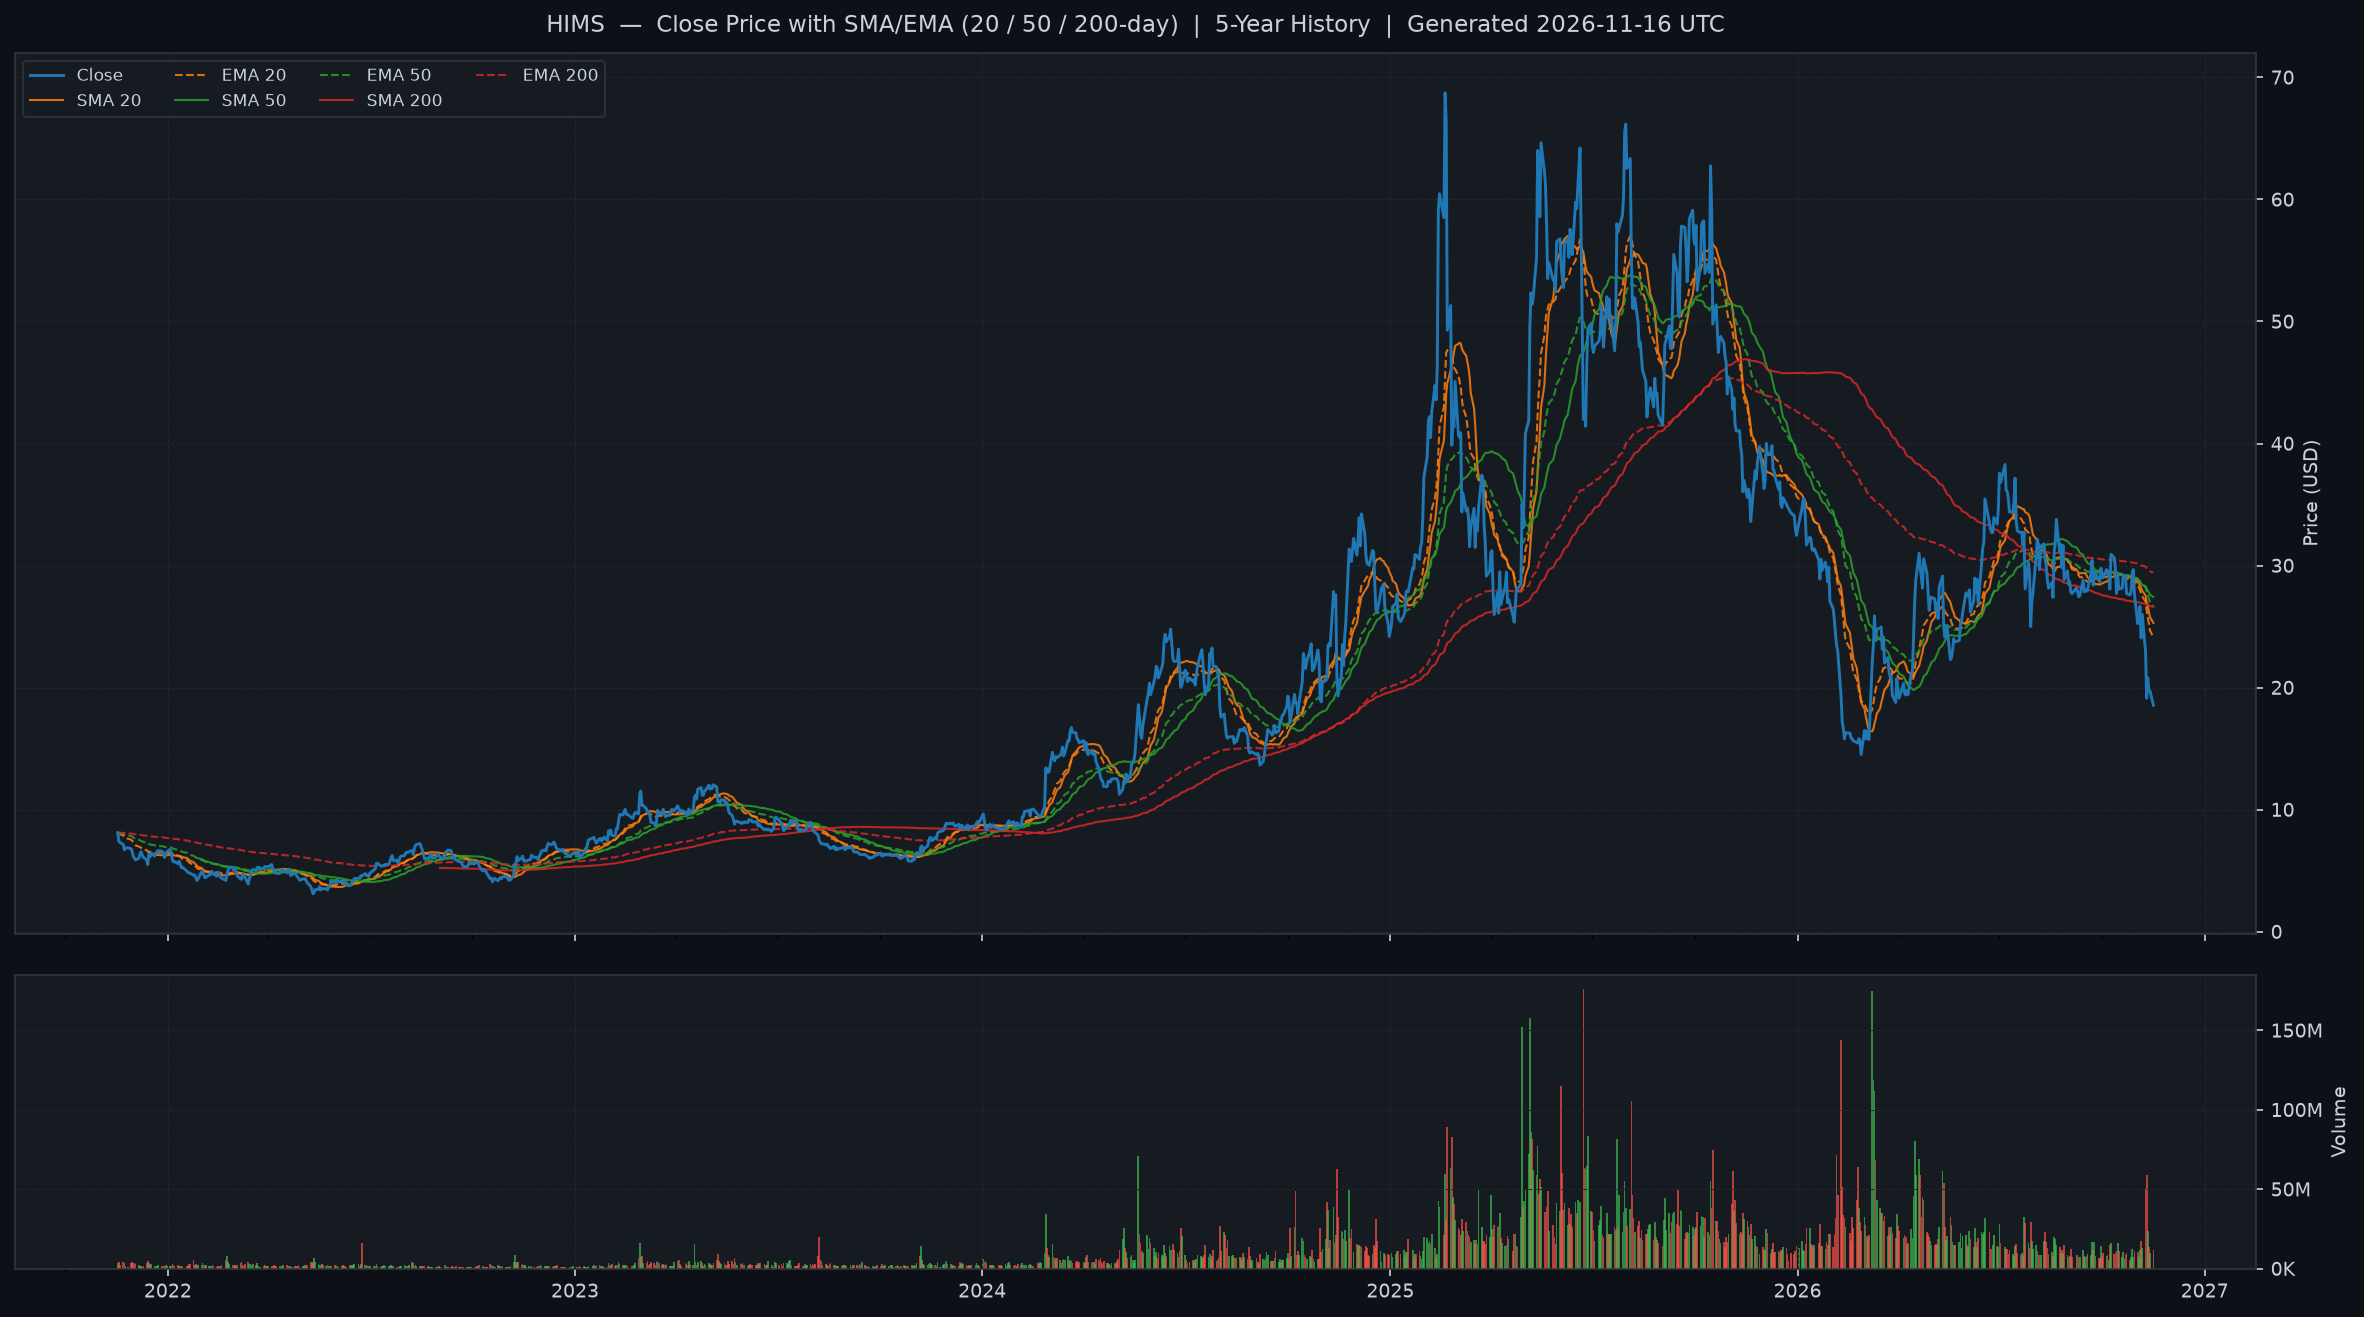 HIMS — Close Price with SMA/EMA (20 / 50 / 200-day) | 5-Year History | Generated 2026-11-16 UTC
Close EMA 20 EMA 50 EMA 200
SMA 20 SMA 50 SMA 200
70
60
50
40
30
20
10
0
Price (USD)
150M
100M
50M
0K
Volume
2022 2023 2024 2025 2026 2027